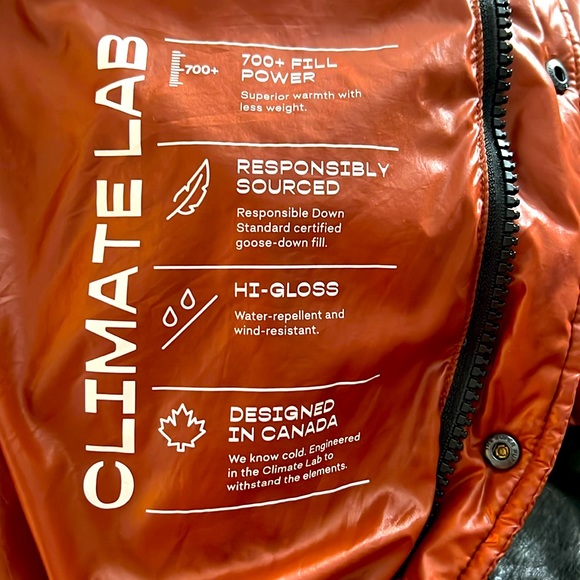 CLIMATE LAB
700+
700+ FILL
POWER
Superior warmth with
less weight.
RESPONSIBLY
SOURCED
Responsible Down
Standard certified
goose-down fill.
HI-GLOSS
Water-repellent and
wind-resistant.
DESIGNED
IN CANADA
We know cold. Engineered
in the Climate Lab to
withstand the elements.